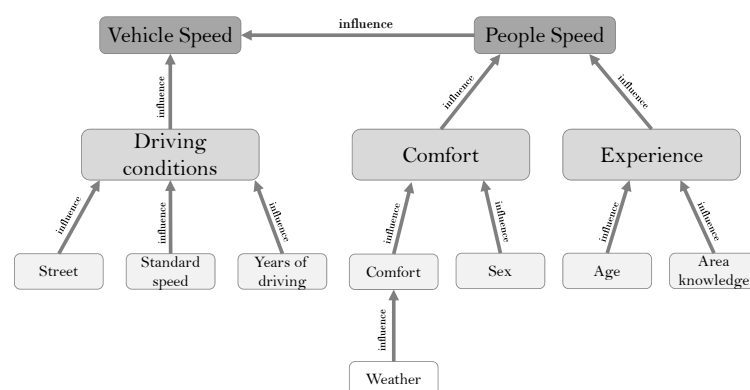 influence
Vehicle Speed
People Speed
influence
influence
influence
Driving
conditions
Comfort
Experience
influence
influence
influence
influence
influence
influence
influence
Street
Standard
speed
Years of
driving
Comfort
Sex
Age
Area
knowledge
influence
Weather